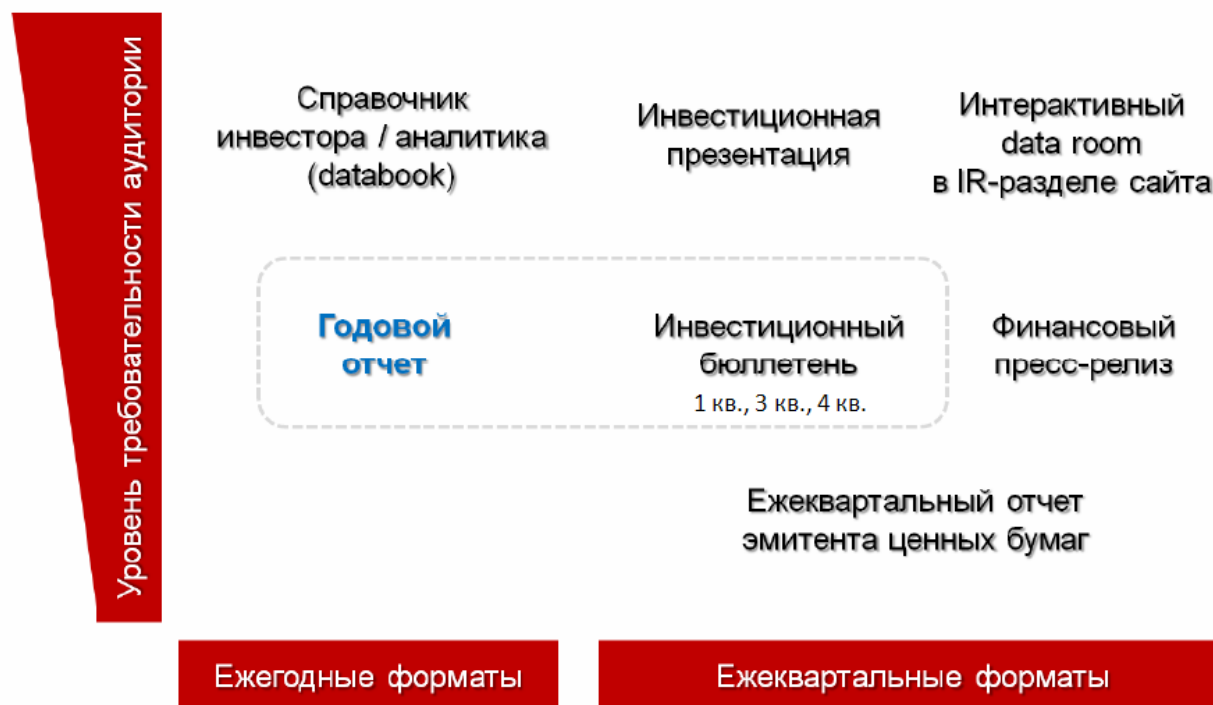 Уровень требовательности аудитории
Справочник
инвестора / аналитика
(databook)
Инвестиционная
презентация
Интерактивный
data room
в IR-разделе сайта
Годовой
отчет
Инвестиционный
бюллетень
1 кв., 3 кв., 4 кв.
Финансовый
пресс-релиз
Ежеквартальный отчет
эмитента ценных бумаг
Ежегодные форматы
Ежеквартальные форматы